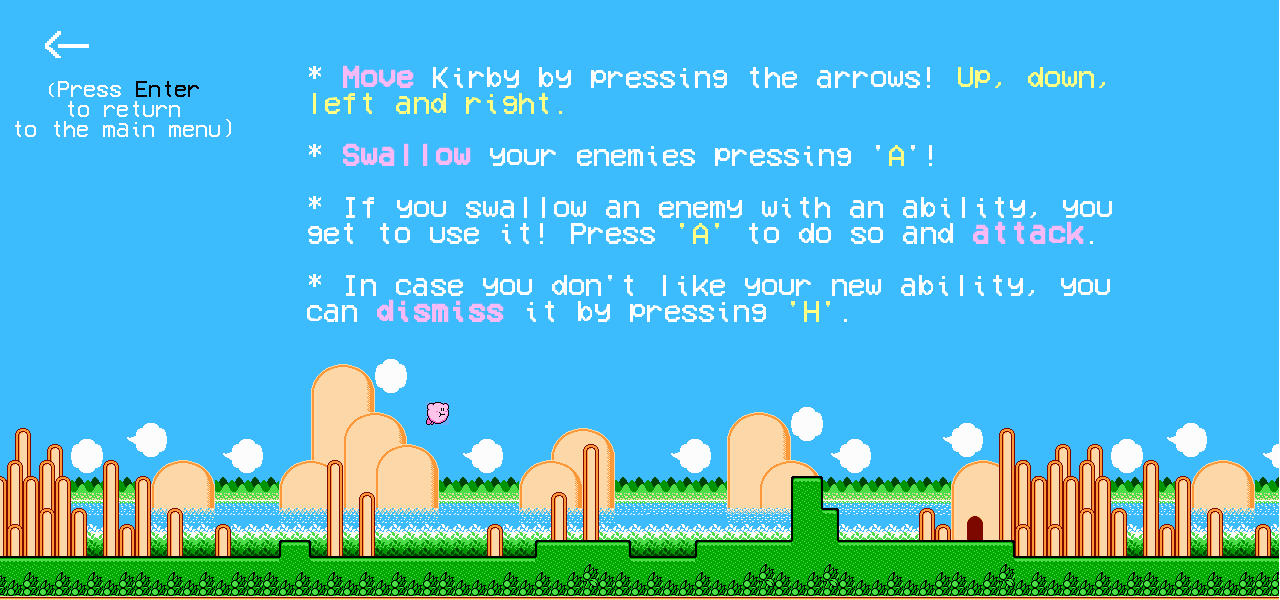 (Press Enter
to return
to the main menu)
* Move Kirby by pressing the arrows! Up, down,
left and right.
* Swallow your enemies pressing 'A'!
* If you swallow an enemy with an ability, you
get to use it! Press 'A' to do so and attack.
* In case you don't like your new ability, you
can dismiss it by pressing 'H'.